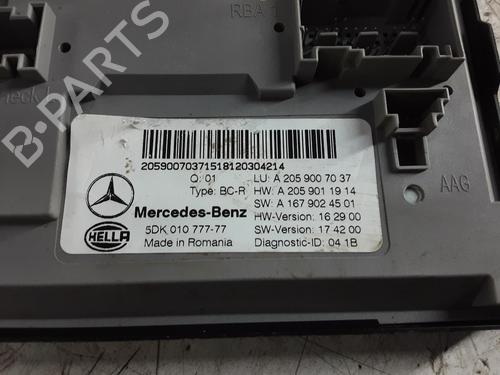 RBA 1
B-PARTS
20590070371518120304214
Q: 01 LU: A 205 900 70 37
Type: BC-R HW: A 205 901 19 14
SW: A 167 902 45 01
Mercedes-Benz HW-Version: 16 29 00
HELLA 5DK 010 777-77 SW-Version: 17 42 00
Made in Romania Diagnostic-ID: 04 1B
AAG